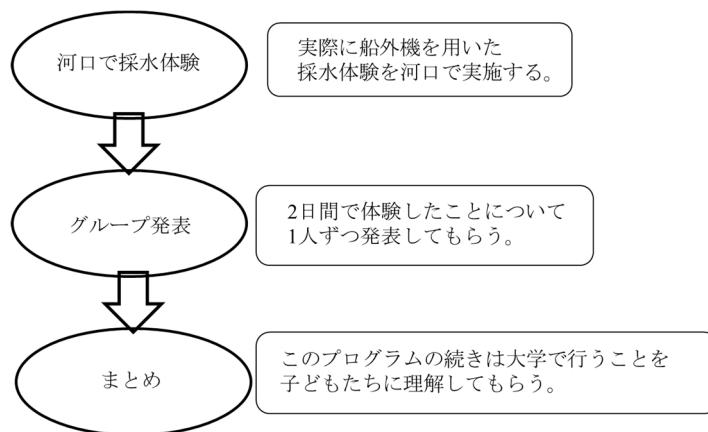 河口で採水体験
実際に船外機を用いた
採水体験を河口で実施する。
グループ発表
2日間で体験したことについて
1人ずつ発表してもらう。
まとめ
このプログラムの続きは大学で行うことを
子どもたちに理解してもらう。